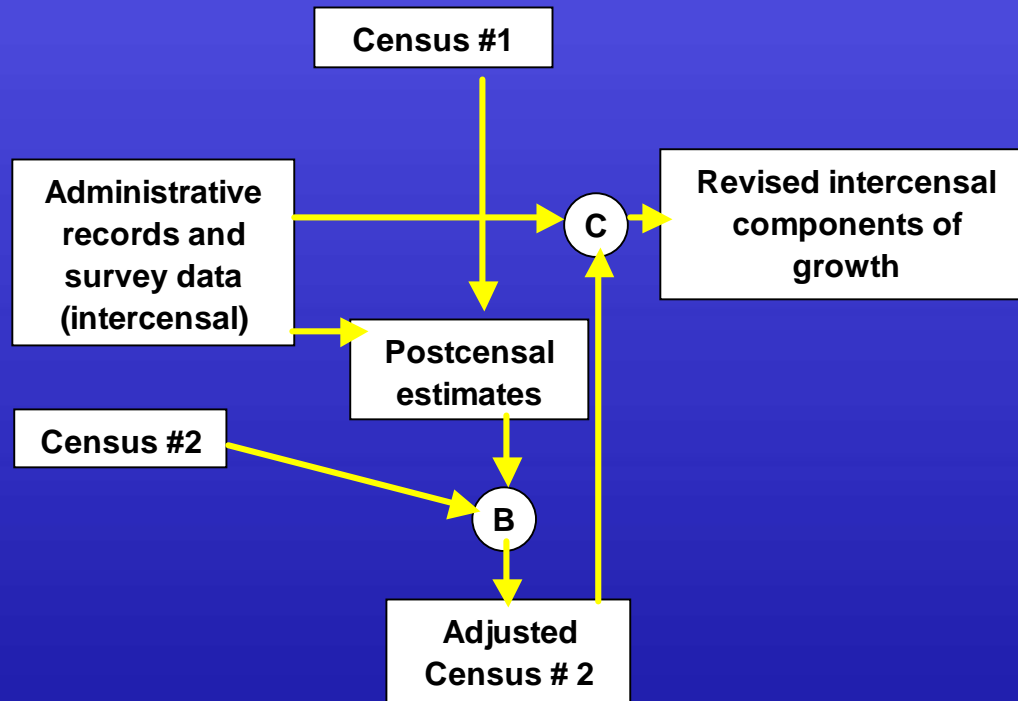 Census #1
Administrative
records and
survey data
(intercensal)
C
Revised intercensal
components of
growth
Postcensal
estimates
Census #2
B
Adjusted
Census # 2